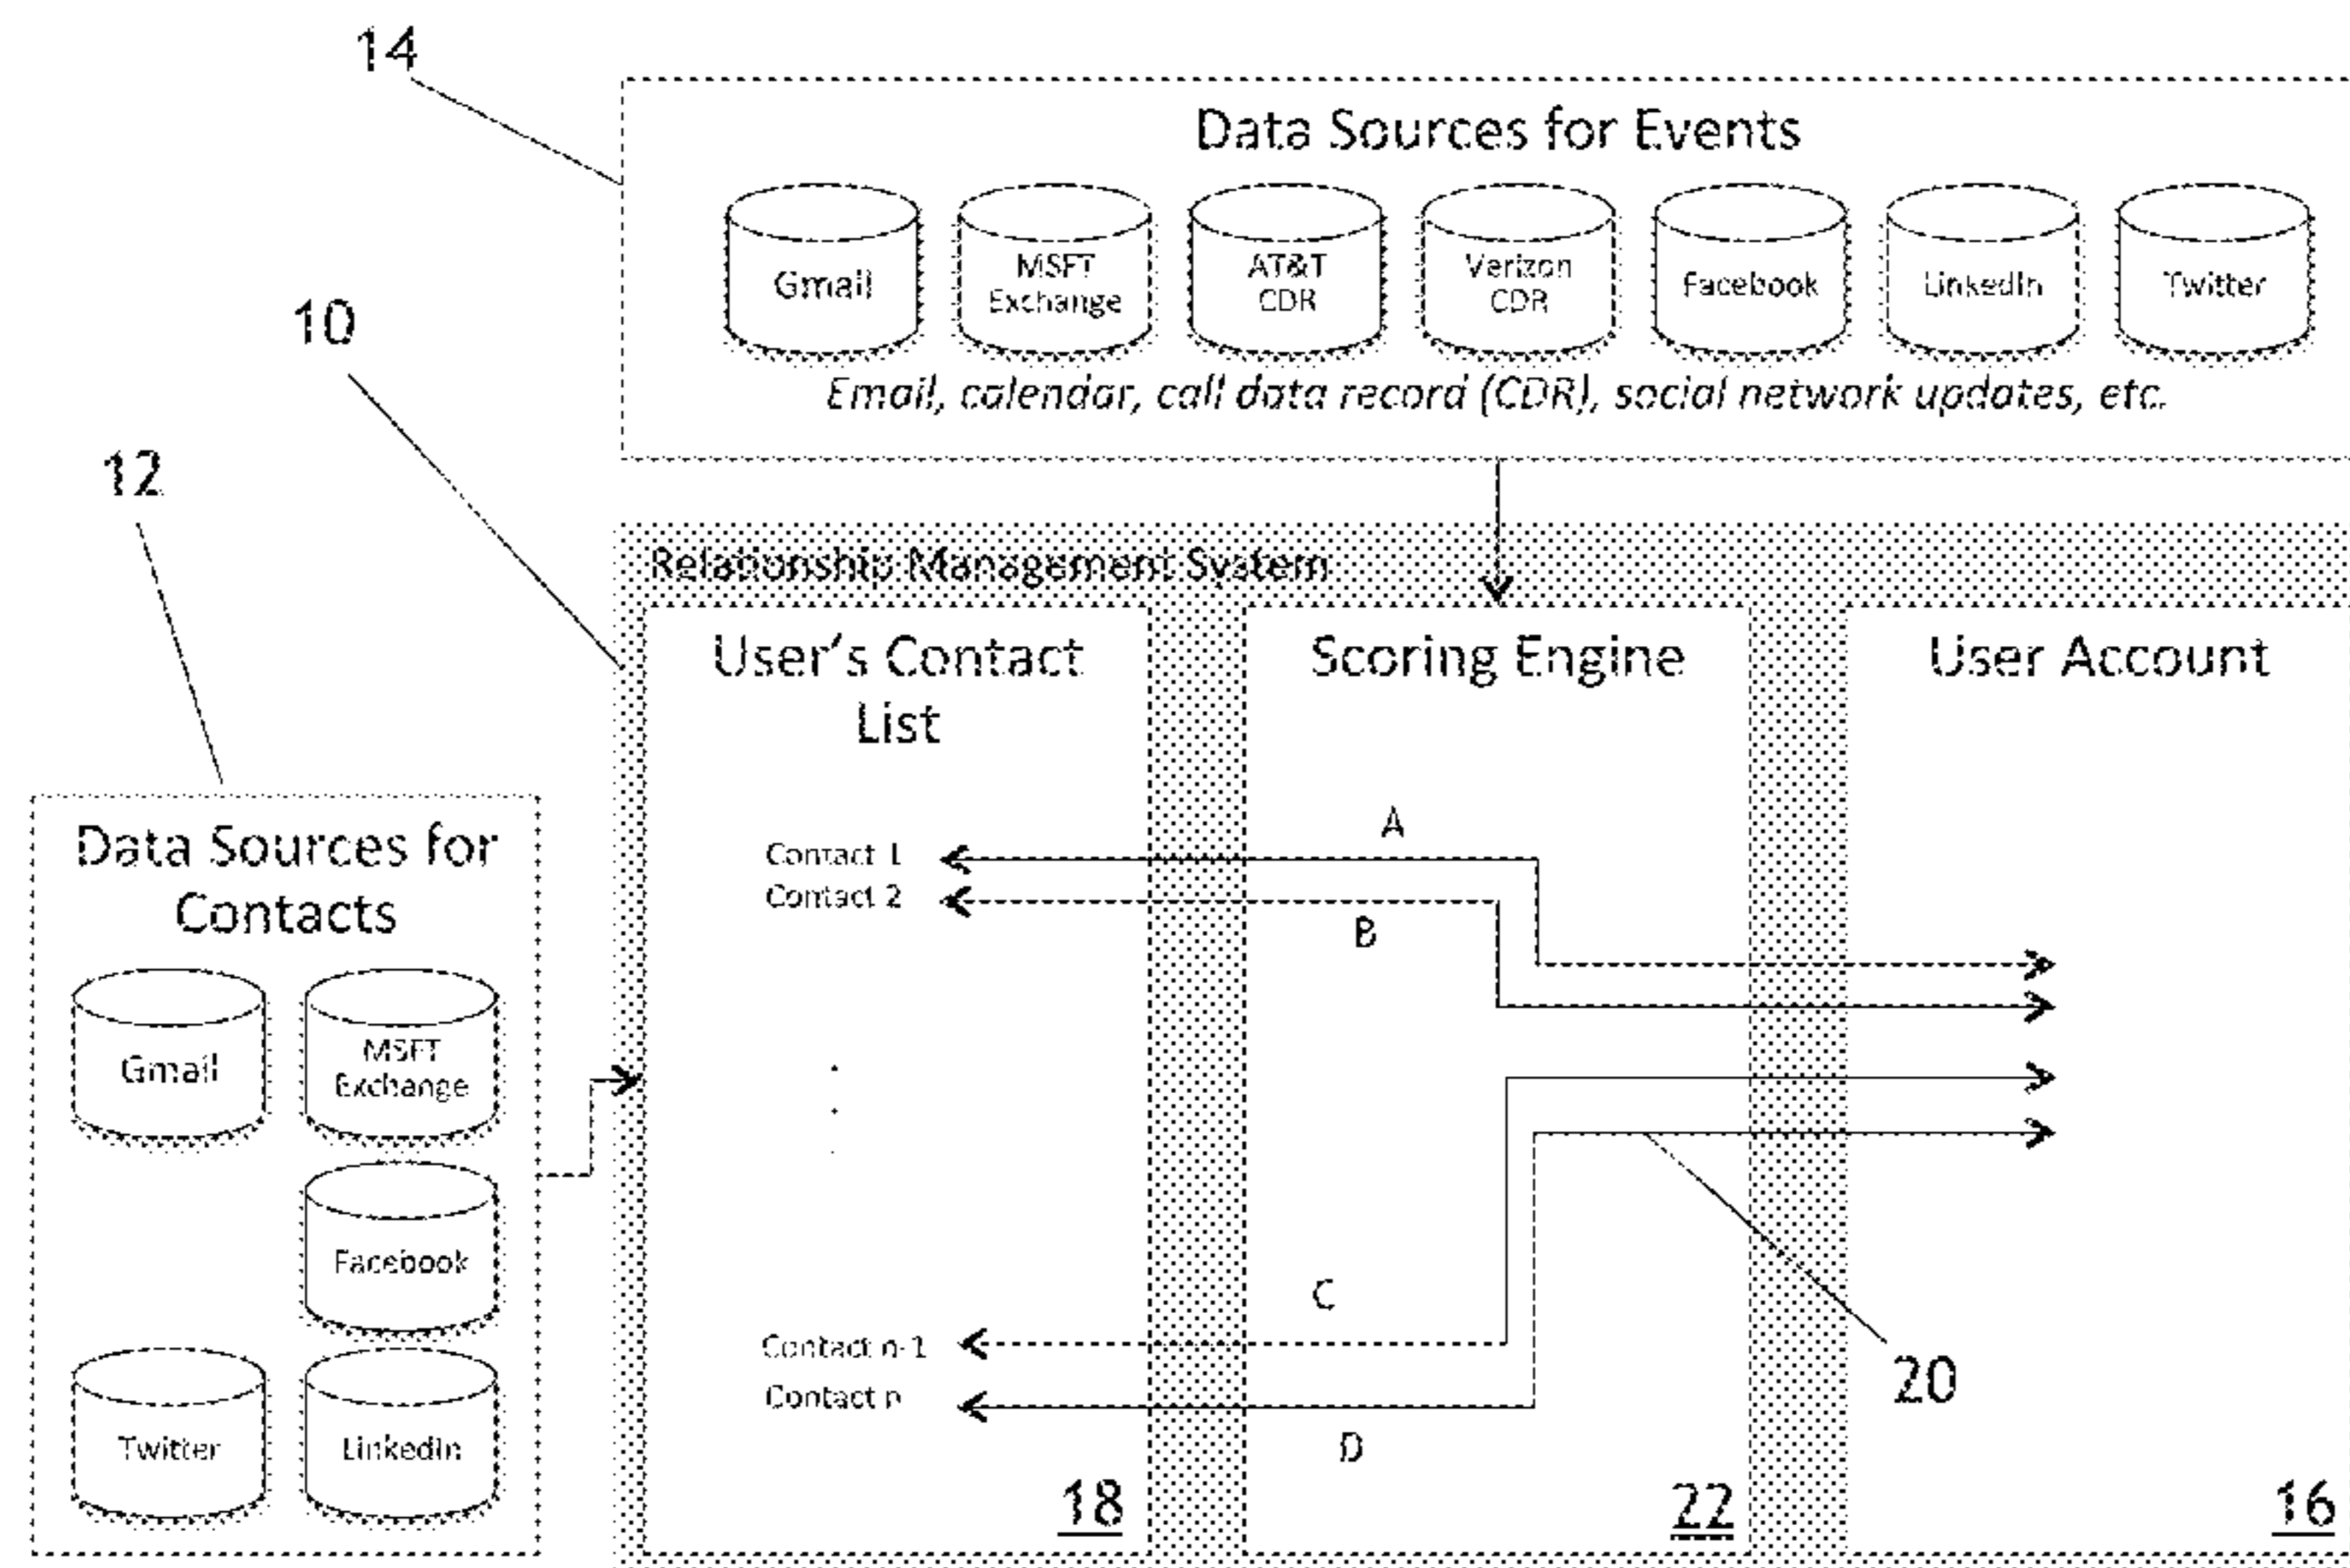 14
Data Sources for Events
Gmail
MSFT
Exchange
AT&T
CDR
Verizon
CDR
Facebook
LinkedIn
Twitter
Email, calendar, call data record (CDR), social network updates, etc.
10
12
Relationship Management System
User's Contact
List
Scoring Engine
User Account
Data Sources for
Contacts
Gmail
MSFT
Exchange
Facebook
Twitter
LinkedIn
Contact 1
Contact 2
A
B
C
Contact n-1
Contact n
D
20
18
22
16